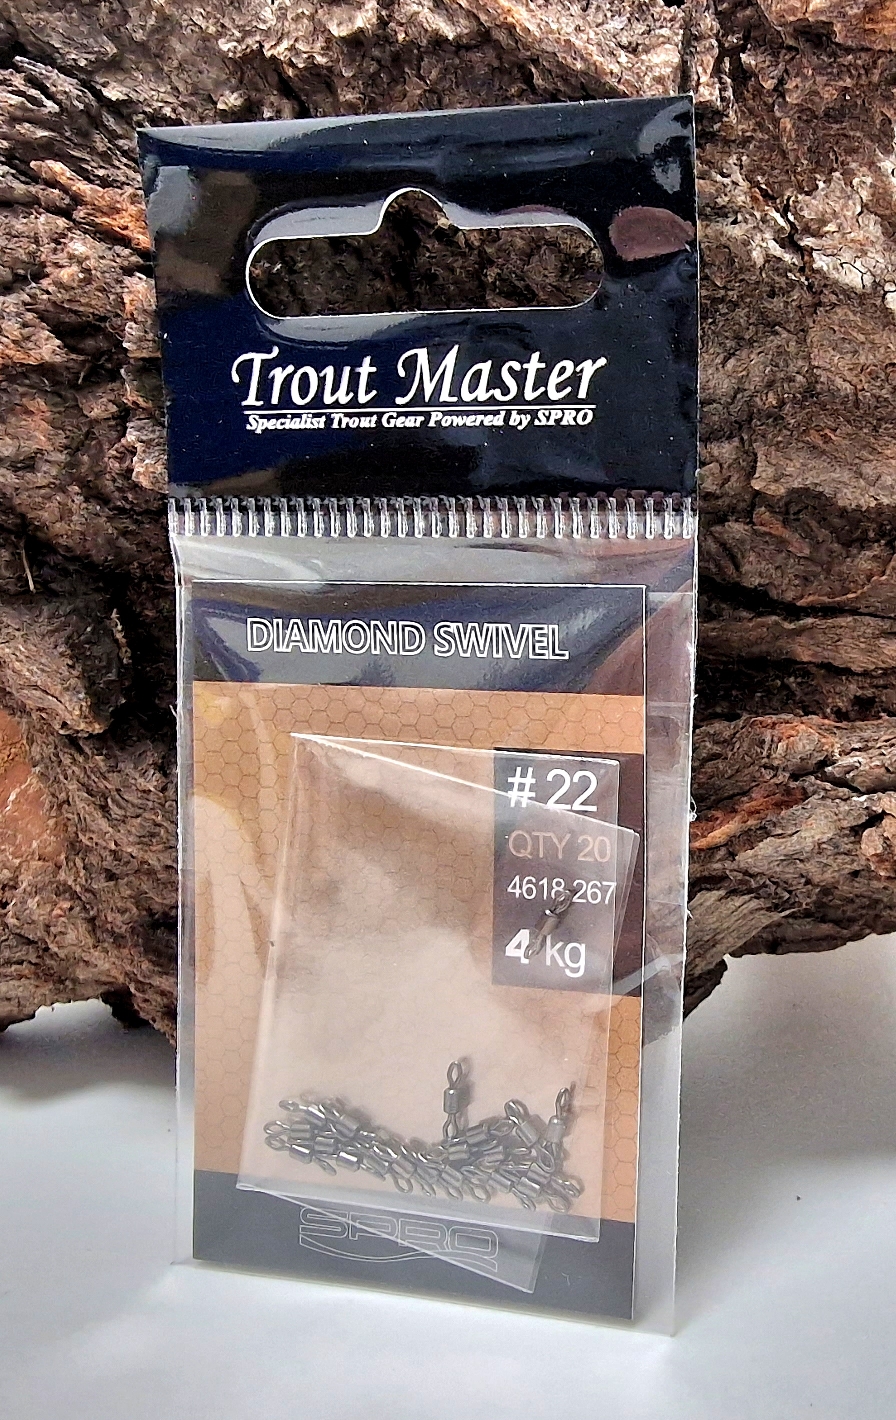 Trout Master
Specialist Trout Gear Powered by SPRO
DIAMOND SWIVEL
# 22
QTY 20
4618 267
4 kg
SPRO